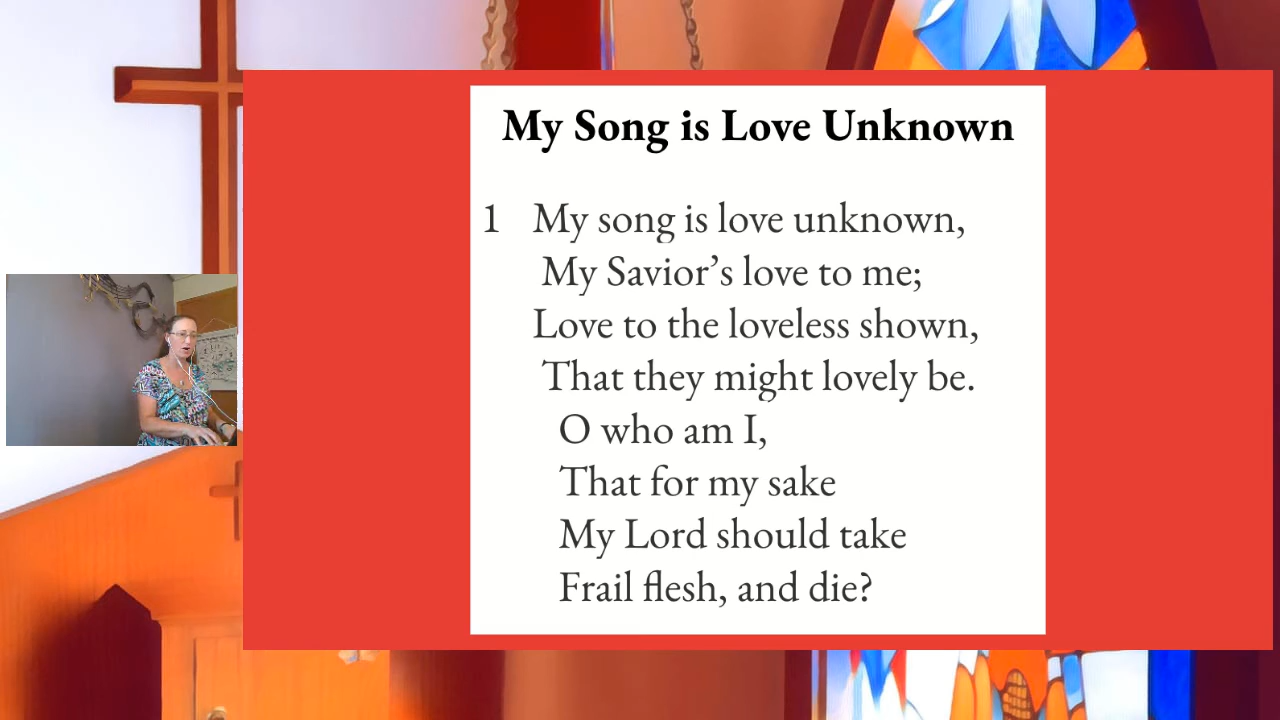 My Song is Love Unknown
1 My song is love unknown,
My Savior’s love to me;
Love to the loveless shown,
That they might lovely be.
O who am I,
That for my sake
My Lord should take
Frail flesh, and die?